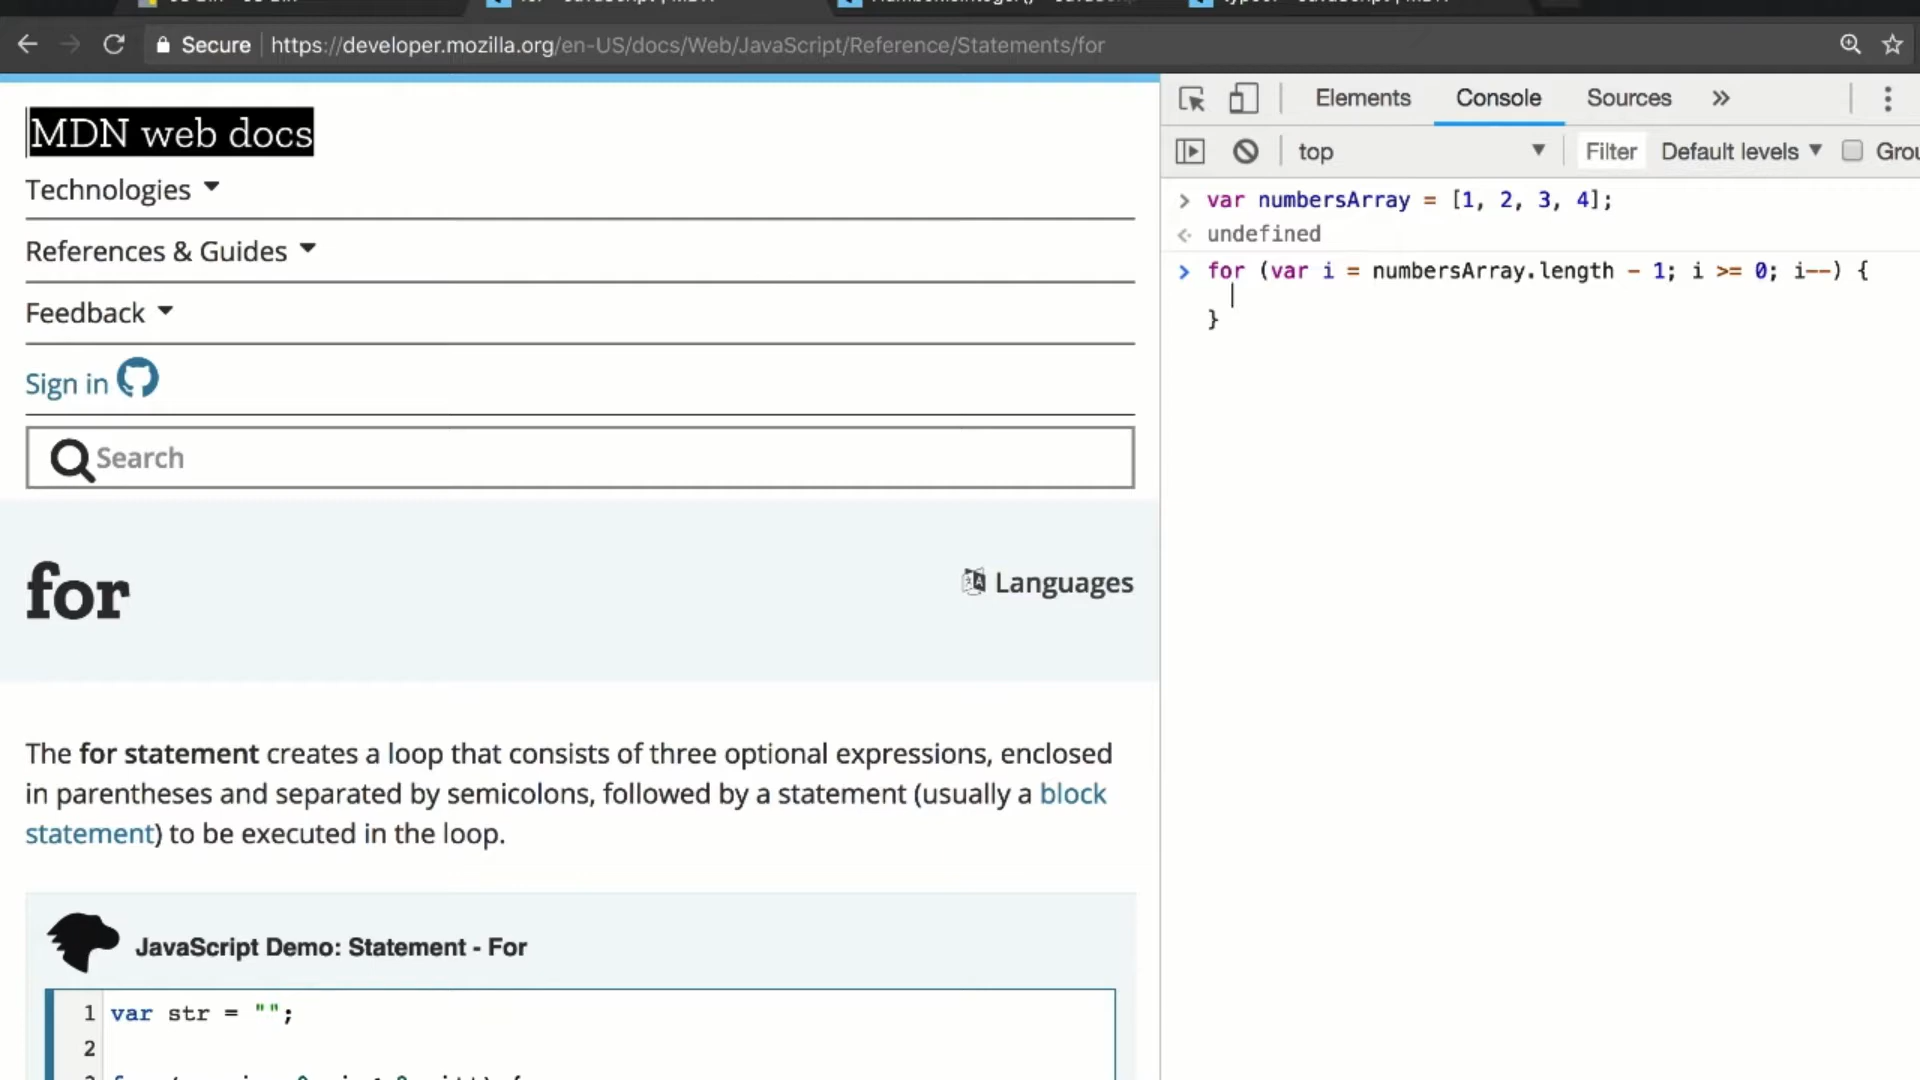 Secure https://developer.mozilla.org/en-US/docs/Web/JavaScript/Reference/Statements/for
MDN web docs
Technologies
References & Guides
Feedback
Sign in
Search
for
Languages
The for statement creates a loop that consists of three optional expressions, enclosed
in parentheses and separated by semicolons, followed by a statement (usually a block
statement) to be executed in the loop.
JavaScript Demo: Statement - For
1 var str = "";
2
Elements Console Sources »
top Filter Default levels
> var numbersArray = [1, 2, 3, 4];
undefined
> for (var i = numbersArray.length - 1; i >= 0; i--) {
}